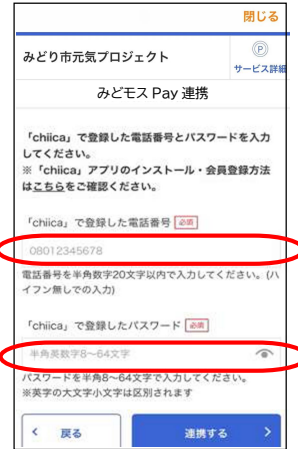 閉じる
みどり市元気プロジェクト
P
サービス詳細
みどモス Pay 連携
「chiica」で登録した電話番号とパスワードを入力
してください。
※「chiica」アプリのインストール・会員登録方法
はこちらをご確認ください。
「chiica」で登録した電話番号 必須
08012345678
電話番号を半角数字20文字以内で入力してください。(ハ
イフン無しでの入力)
「chiica」で登録したパスワード 必須
半角英数字8~64文字
パスワードを半角8~64文字で入力してください。
※英字の大文字小文字は区別されます
戻る
連携する